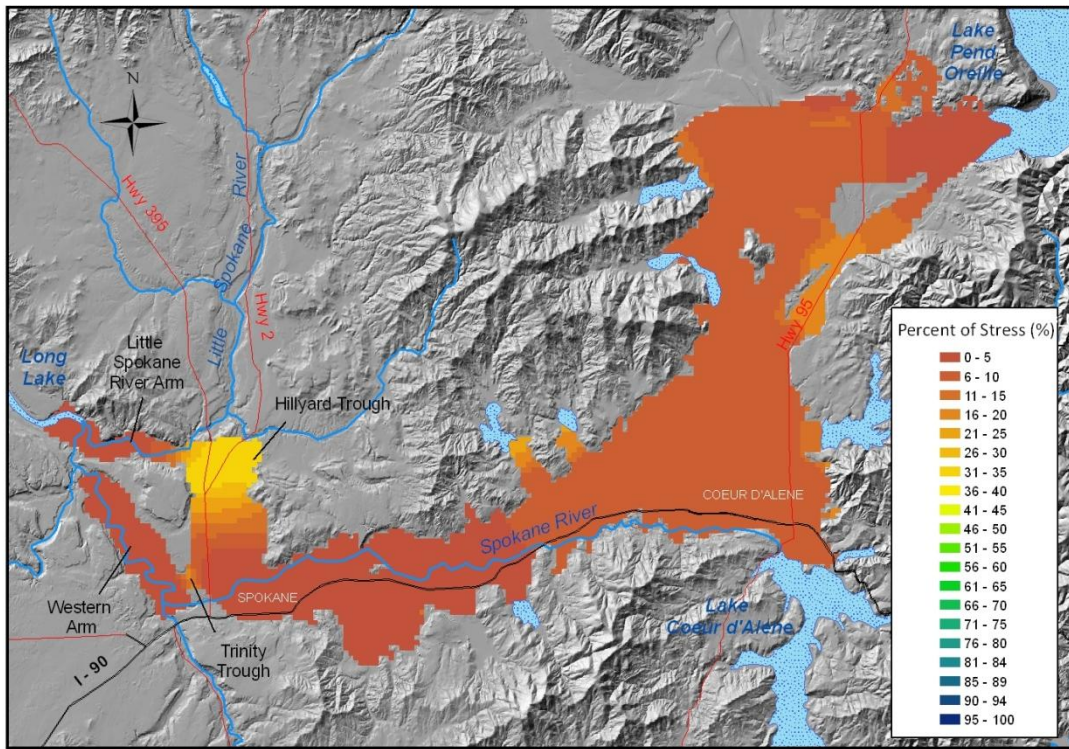 Lake
Pend
Oreille
N
Hwy 395
Little Spokane River
Hwy 2
Long
Lake
Little
Spokane
River Arm
Hillyard Trough
Hwy 95
COEUR D'ALENE
Spokane River
SPOKANE
Western
Arm
Trinity
Trough
I - 90
Lake
Coeur d'Alene
Percent of Stress (%)
0 - 5
6 - 10
11 - 15
16 - 20
21 - 25
26 - 30
31 - 35
36 - 40
41 - 45
46 - 50
51 - 55
56 - 60
61 - 65
66 - 70
71 - 75
76 - 80
81 - 84
85 - 89
90 - 94
95 - 100